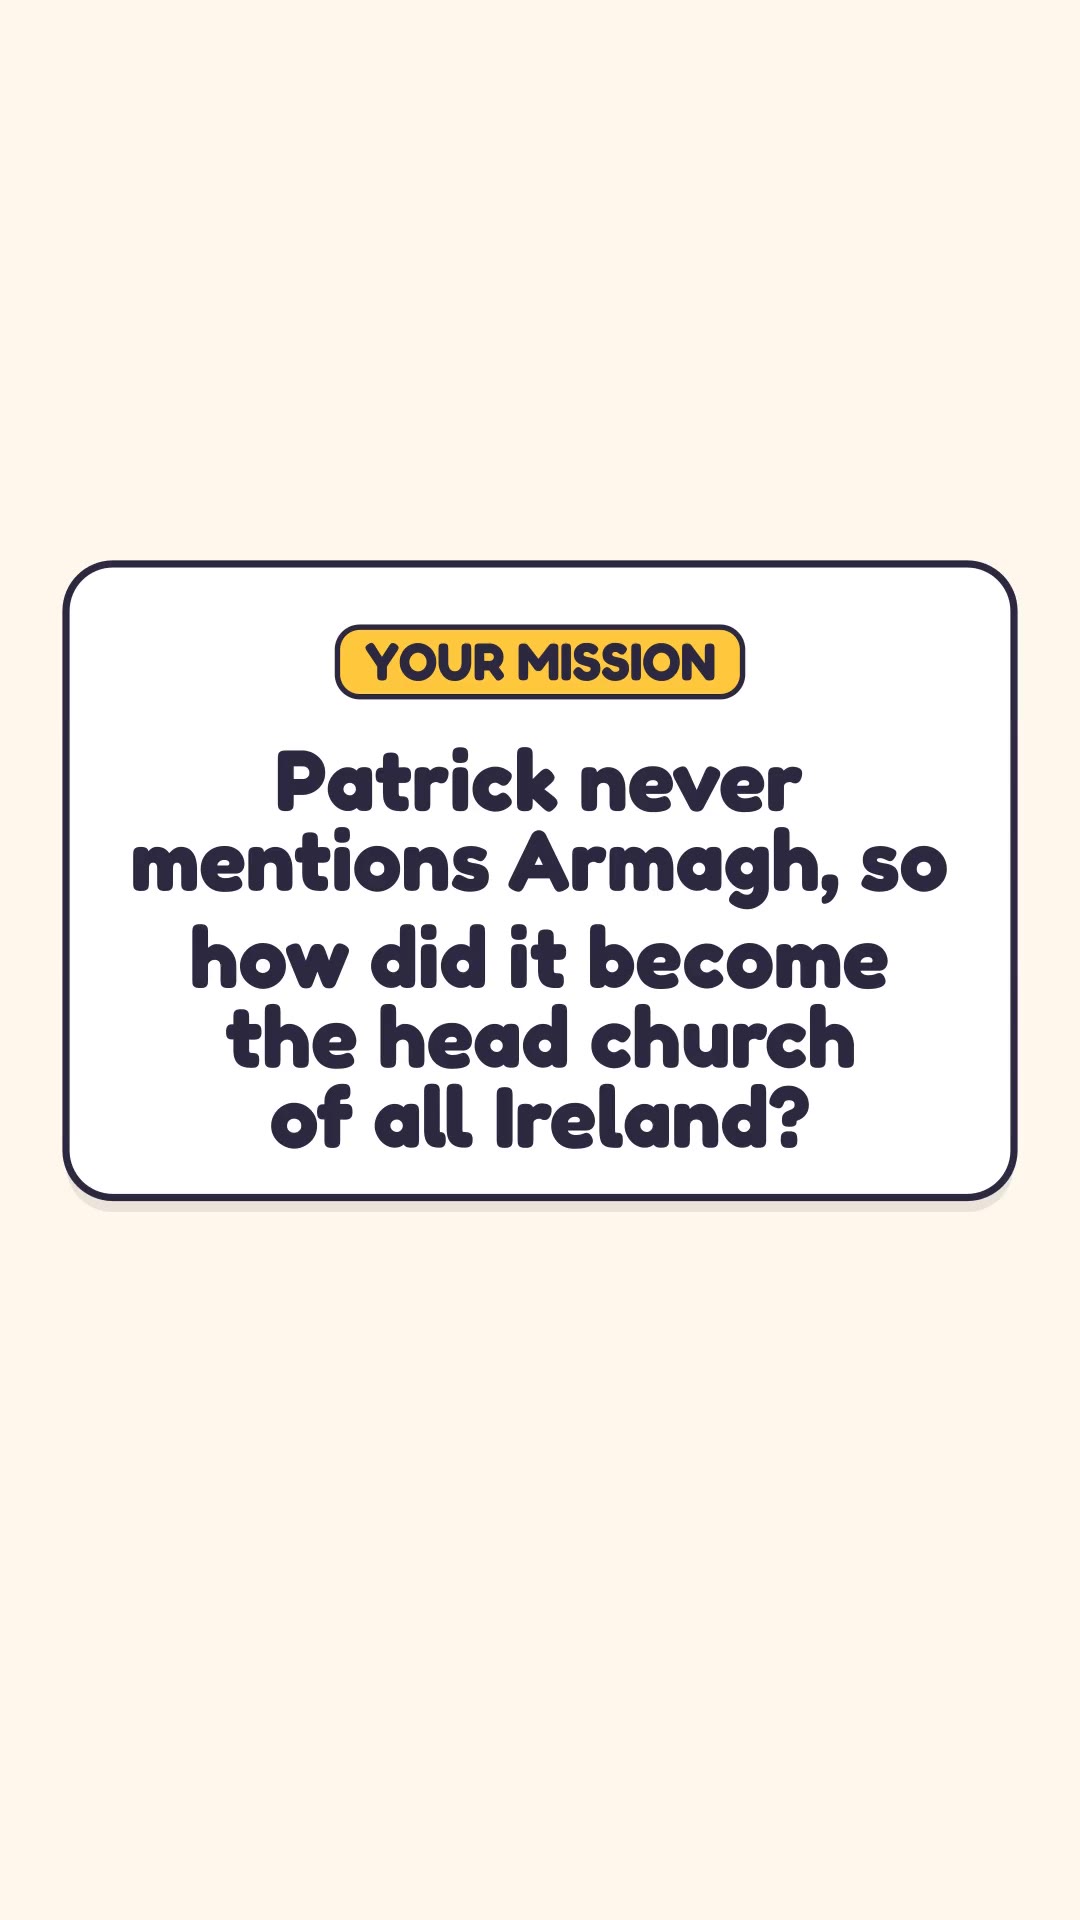 YOUR MISSION
Patrick never
mentions Armagh, so
how did it become
the head church
of all Ireland?